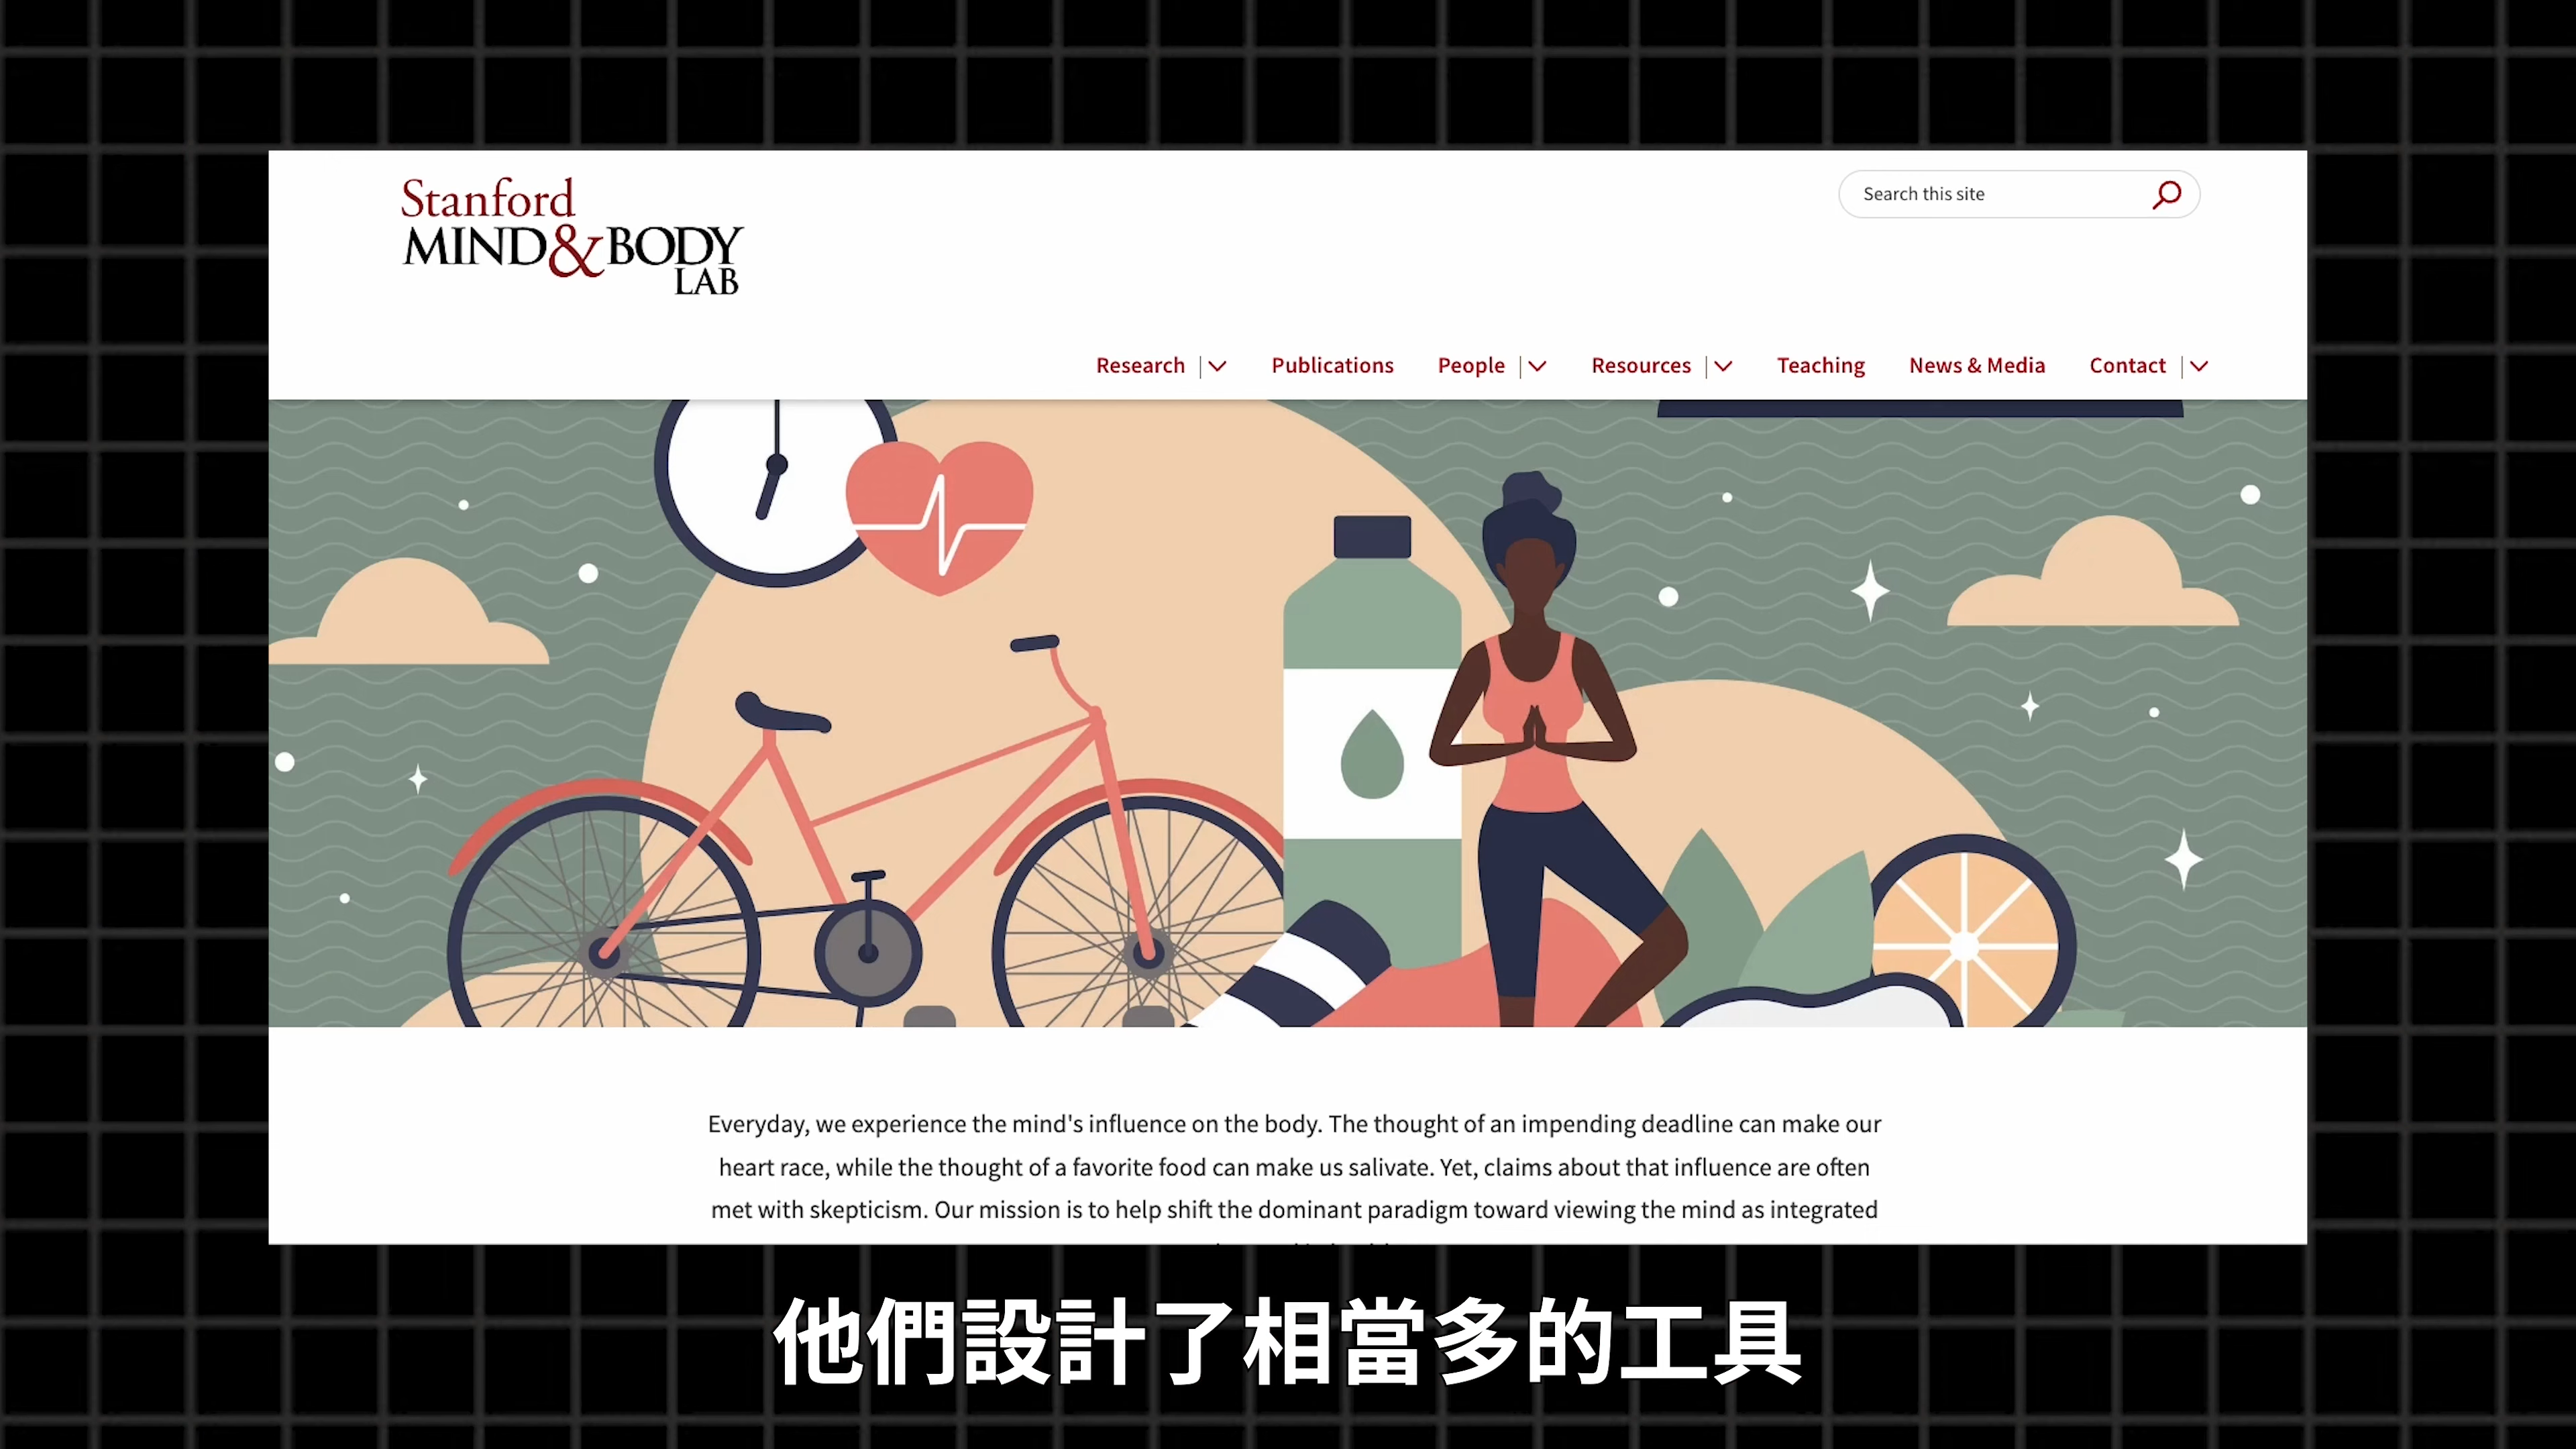 Stanford
MIND&BODY
LAB
Search this site
Research
Publications
People
Resources
Teaching
News & Media
Contact
Everyday, we experience the mind's influence on the body. The thought of an impending deadline can make our
heart race, while the thought of a favorite food can make us salivate. Yet, claims about that influence are often
met with skepticism. Our mission is to help shift the dominant paradigm toward viewing the mind as integrated
他們設計了相當多的工具